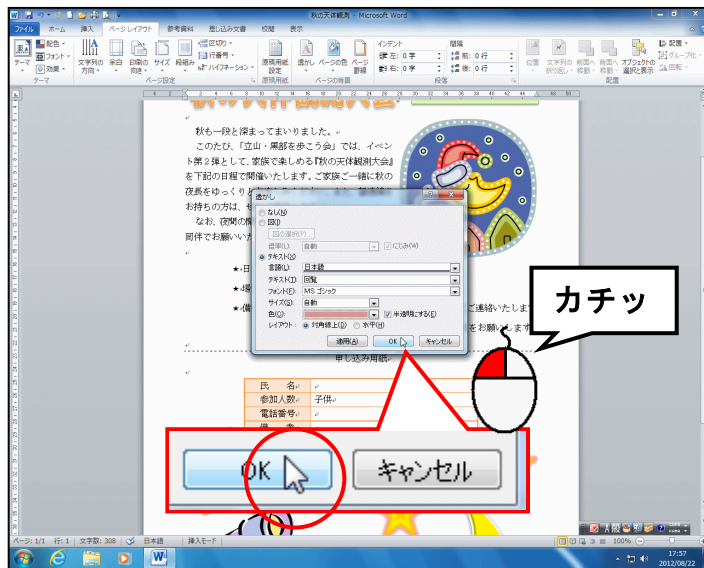 秋の天体観測 - Microsoft Word
ファイル ホーム 挿入 ページ レイアウト 参考資料 差し込み文書 校閲 表示
配色
フォント
効果
テーマ
文字列の方向 余白 印刷の向き サイズ 段組み
区切り
行番号
ハイフネーション
原稿用紙設定
透かし ページの色 ページ罫線
インデント 間隔
左: 0 字 前: 0 行
右: 0 字 後: 0 行
位置 文字列の折り返し 前面へ移動 背面へ移動 オブジェクトの選択と表示
配置
グループ化
回転
テーマ ページ設定 原稿用紙 ページの背景 段落 配置
秋も一段と深まってまいりました。
このたび、「立山・黒部を歩こう会」では、イベン
ト第2弾として、家族で楽しめる『秋の天体観測大会』
を下記の日程で開催いたします。ご家族ご一緒に秋の
夜長をゆっくりと
お持ちの方は、
なお、夜間の
同伴でお願いいた
透かし
なし(N)
図(I)
図の選択(P)...
倍率(L) 自動 にじみ(W)
テキスト(X)
言語(L): 日本語
テキスト(T): 回覧
フォント(F): MS ゴシック
サイズ(S): 自動
色(C): 半透明にする(E)
レイアウト: 対角線上(D) 水平(H)
適用(A) OK キャンセル
★日
★
★備
ご連絡いたします
をお願いします
カチッ
申し込み用紙
氏 名
参加人数 子供
電話番号
備 考
OK キャンセル
ページ: 1/1 行: 1 文字数: 308 日本語 挿入モード 100%
A 般
17:57
2012/08/22